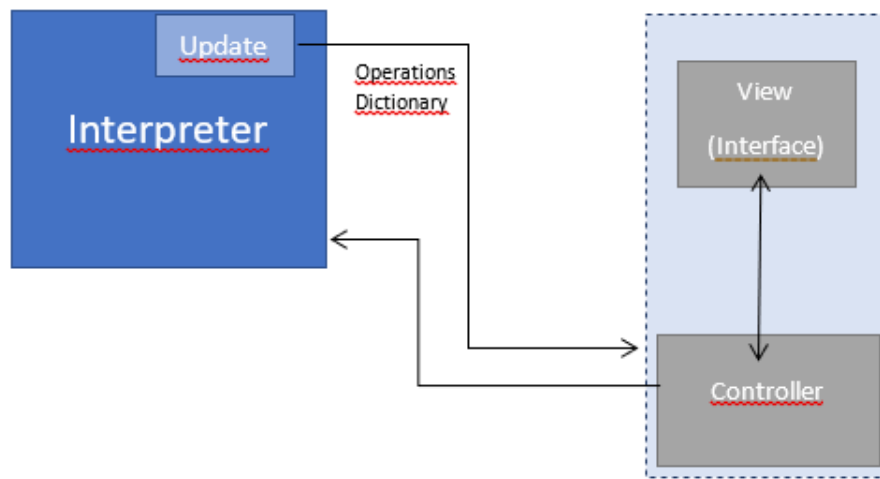 Update
Interpreter
Operations
Dictionary
View
(Interface)
Controller